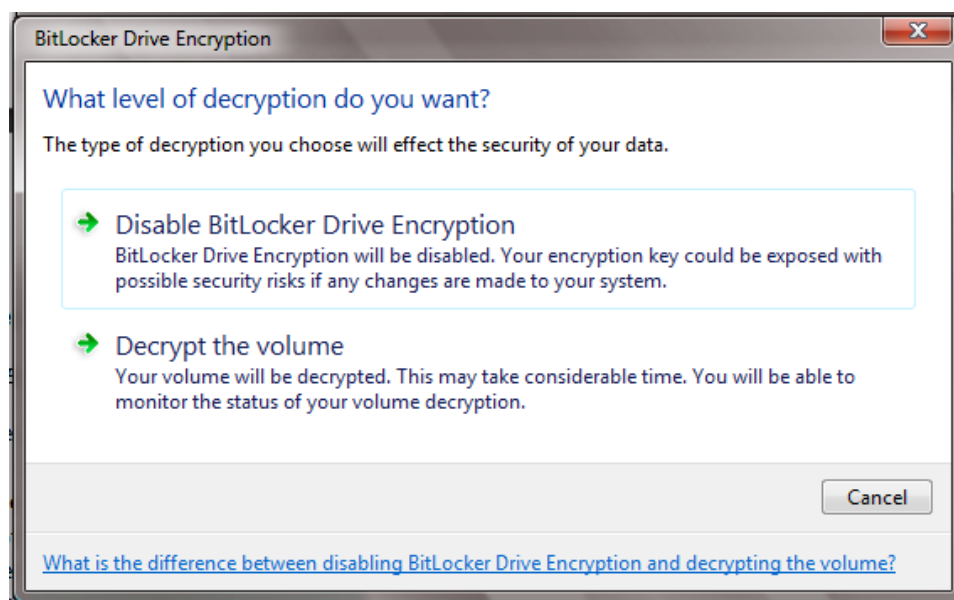 BitLocker Drive Encryption
What level of decryption do you want?
The type of decryption you choose will effect the security of your data.
Disable BitLocker Drive Encryption
BitLocker Drive Encryption will be disabled. Your encryption key could be exposed with
possible security risks if any changes are made to your system.
Decrypt the volume
Your volume will be decrypted. This may take considerable time. You will be able to
monitor the status of your volume decryption.
Cancel
What is the difference between disabling BitLocker Drive Encryption and decrypting the volume?